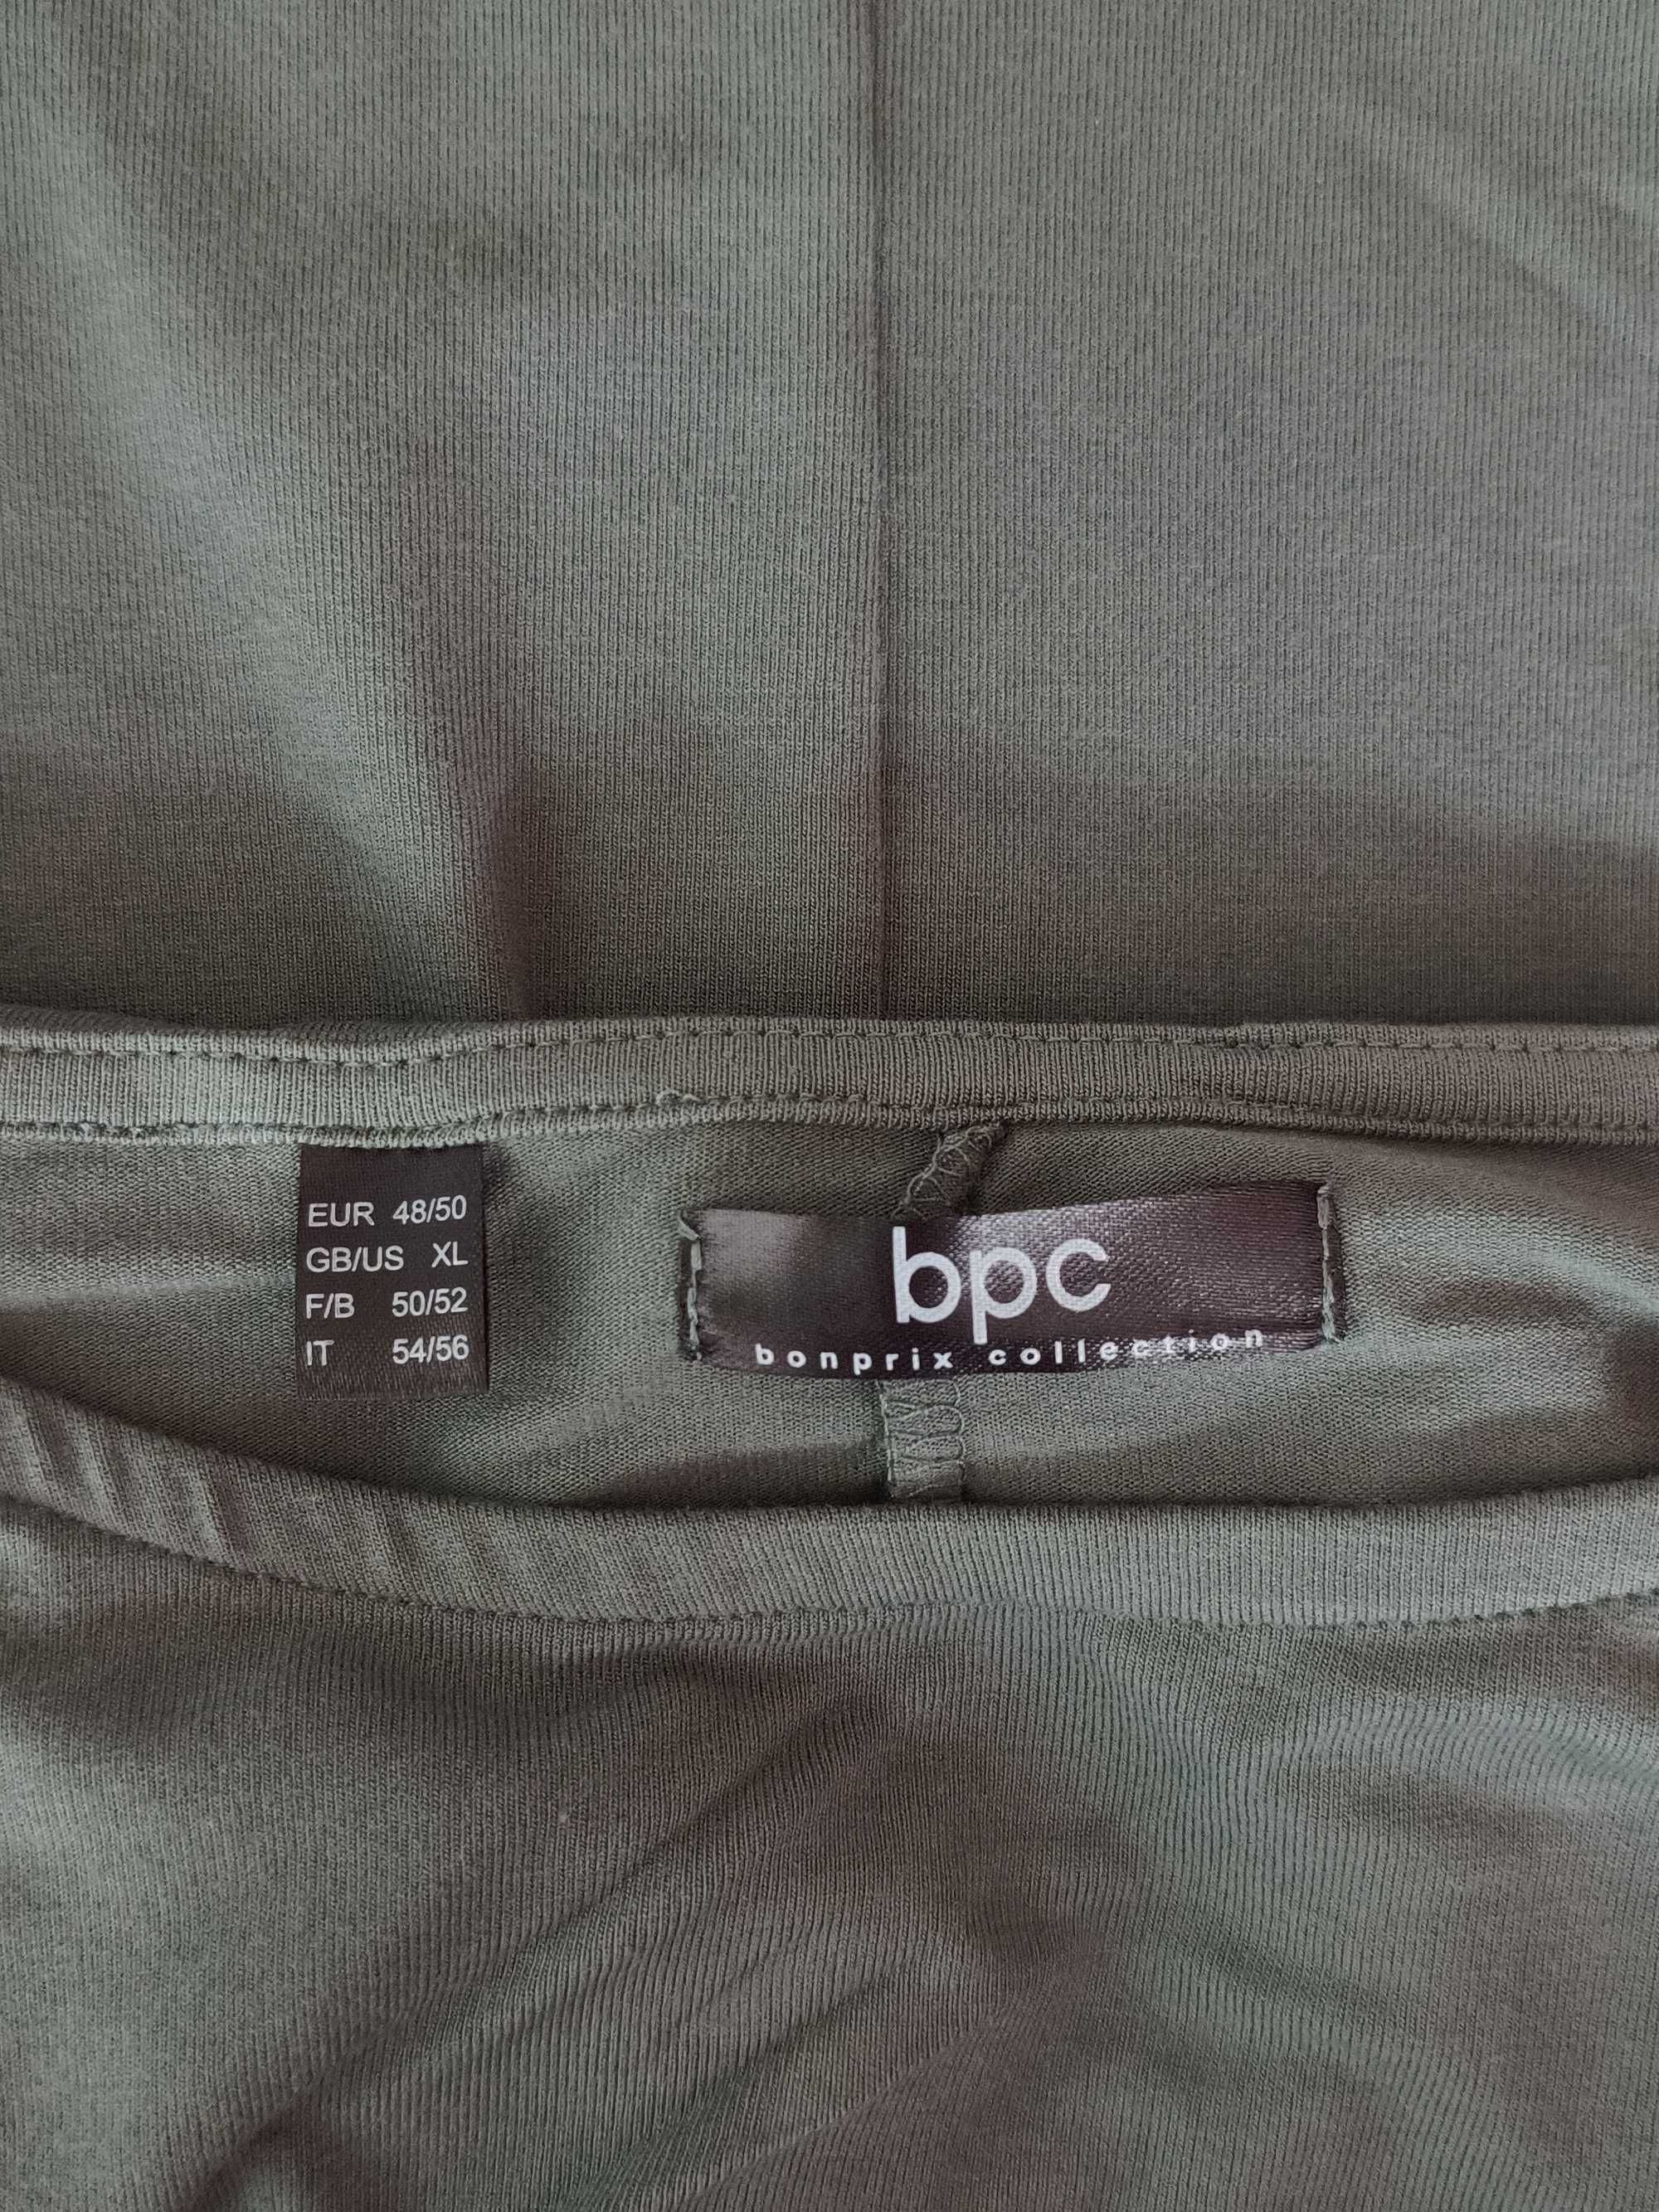 EUR 48/50
GB/US XL
F/B 50/52
IT 54/56
bpc
bonprix collection